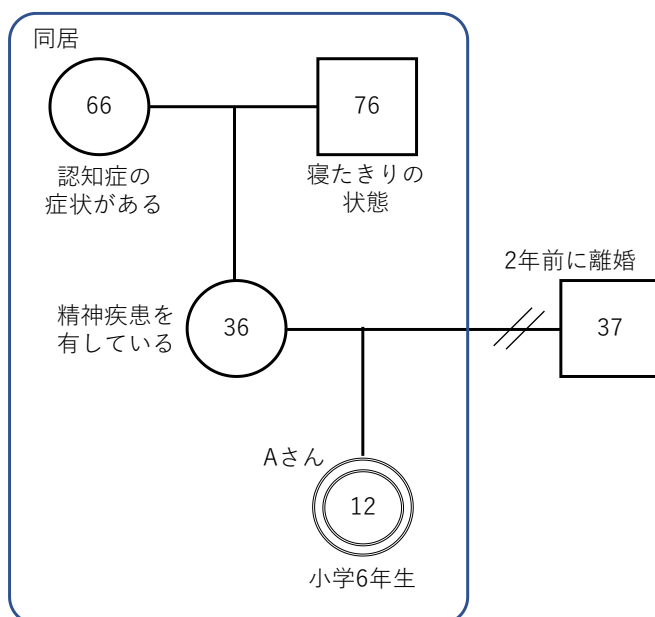 同居
66
76
認知症の
症状がある
寝たきりの
状態
2年前に離婚
精神疾患を
有している
36
37
Aさん
12
小学6年生